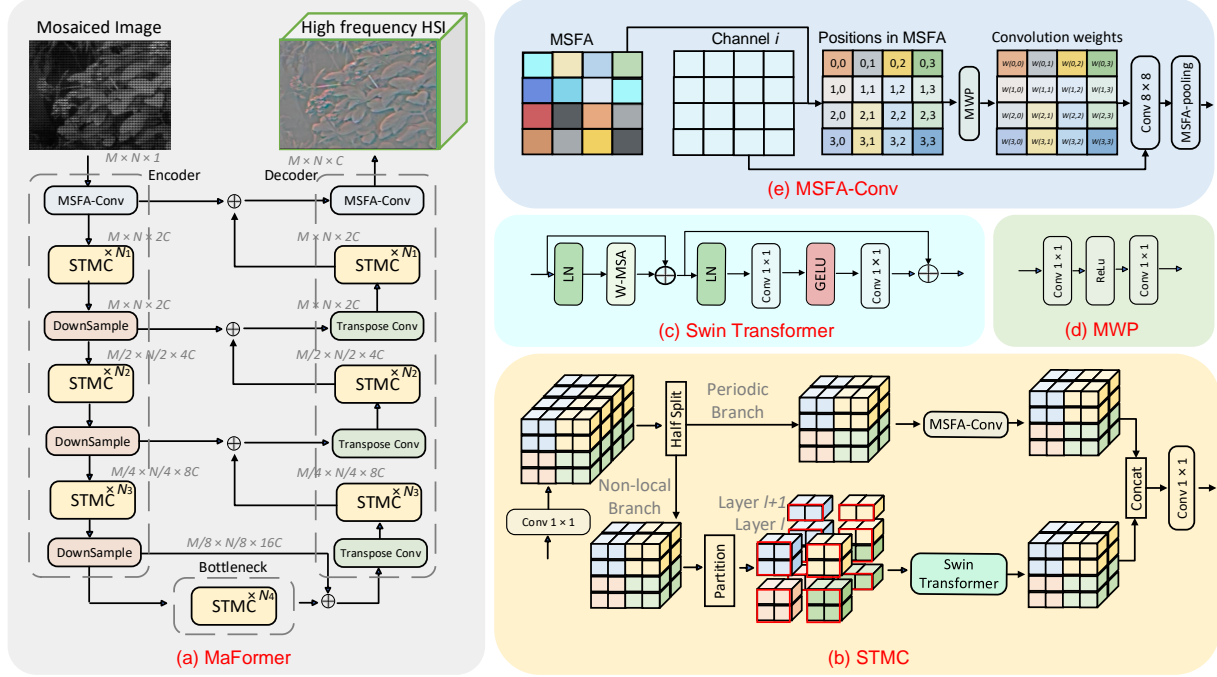 Mosaiced Image
High frequency HSI
M × N × 1
Encoder
M × N × C
Decoder
MSFA-Conv
MSFA-Conv
M × N × 2C
M × N × 2C
STMC × N1
STMC × N1
M × N × 2C
M × N × 2C
DownSample
Transpose Conv
M/2 × N/2 × 4C
M/2 × N/2 × 4C
STMC × N2
STMC × N2
DownSample
Transpose Conv
M/4 × N/4 × 8C
M/4 × N/4 × 8C
STMC × N3
STMC × N3
DownSample
M/8 × N/8 × 16C
Transpose Conv
Bottleneck
STMC × N4
(a) MaFormer
MSFA
Channel i
Positions in MSFA
Convolution weights
0,0 0,1 0,2 0,3
1,0 1,1 1,2 1,3
2,0 2,1 2,2 2,3
3,0 3,1 3,2 3,3
MWP
W(0,0) W(0,1) W(0,2) W(0,3)
W(1,0) W(1,1) W(1,2) W(1,3)
W(2,0) W(2,1) W(2,2) W(2,3)
W(3,0) W(3,1) W(3,2) W(3,3)
Conv 8 × 8
MSFA-pooling
(e) MSFA-Conv
LN
W-MSA
LN
Conv 1 × 1
GELU
Conv 1 × 1
(c) Swin Transformer
Conv 1 × 1
ReLu
Conv 1 × 1
(d) MWP
Half Split
Periodic
Branch
MSFA-Conv
Non-local
Branch
Layer l+1
Layer l
Conv 1 × 1
Partition
Swin
Transformer
Concat
Conv 1 × 1
(b) STMC